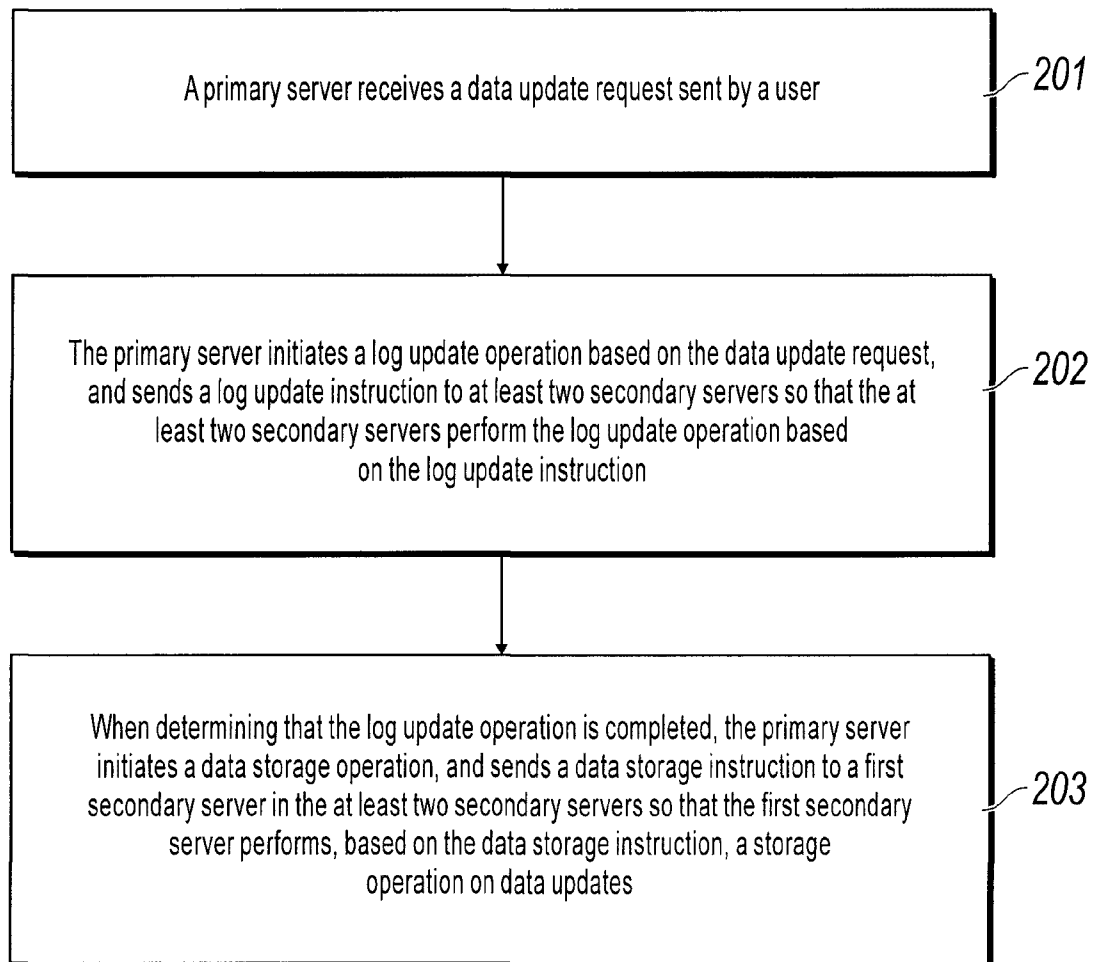 A primary server receives a data update request sent by a user
201
The primary server initiates a log update operation based on the data update request,
and sends a log update instruction to at least two secondary servers so that the at
least two secondary servers perform the log update operation based
on the log update instruction
202
When determining that the log update operation is completed, the primary server
initiates a data storage operation, and sends a data storage instruction to a first
secondary server in the at least two secondary servers so that the first secondary
server performs, based on the data storage instruction, a storage
operation on data updates
203